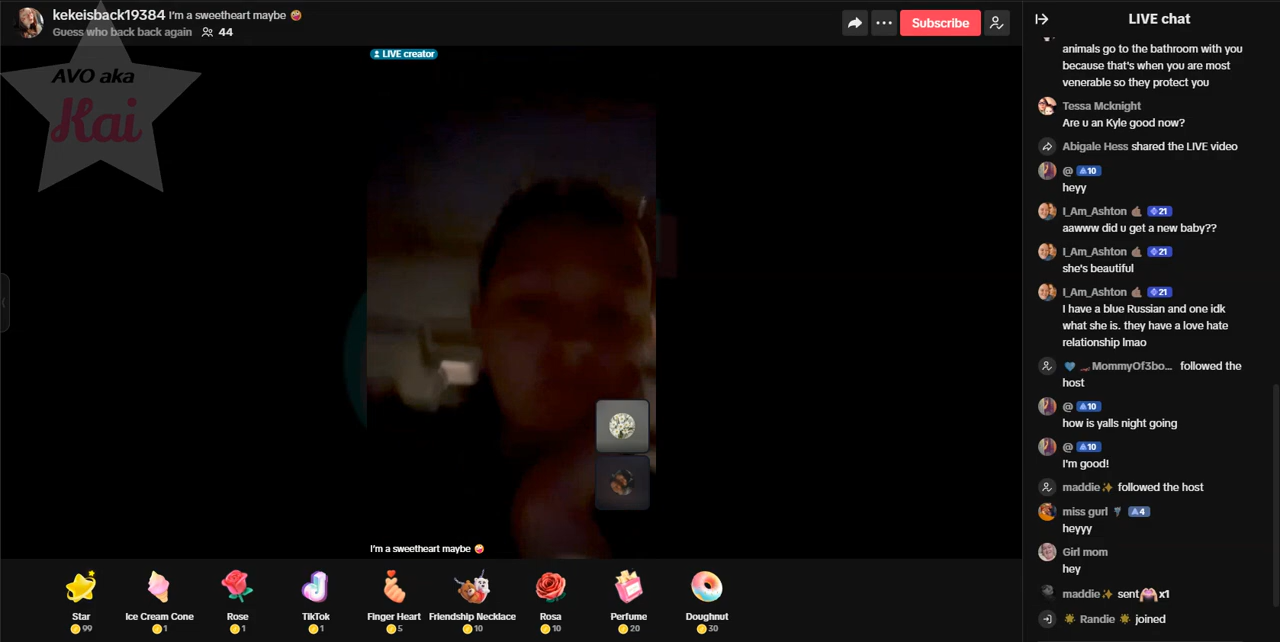 kekeisback19384 I'm a sweetheart maybe
Guess who back back again 44
Subscribe
AVO aka
Kai
LIVE creator
I'm a sweetheart maybe
Star
99
Ice Cream Cone
1
Rose
1
TikTok
1
Finger Heart
5
Friendship Necklace
10
Rosa
10
Perfume
20
Doughnut
30
LIVE chat
animals go to the bathroom with you
because that's when you are most
venerable so they protect you
Tessa Mcknight
Are u an Kyle good now?
Abigale Hess shared the LIVE video
@ 10
heyy
I_Am_Ashton 21
aawww did u get a new baby??
I_Am_Ashton 21
she's beautiful
I_Am_Ashton 21
I have a blue Russian and one idk
what she is. they have a love hate
relationship lmao
MommyOf3bo... followed the
host
@ 10
how is yalls night going
@ 10
I'm good!
maddie followed the host
miss gurl 4
heyyy
Girl mom
hey
maddie sent x1
Randie joined